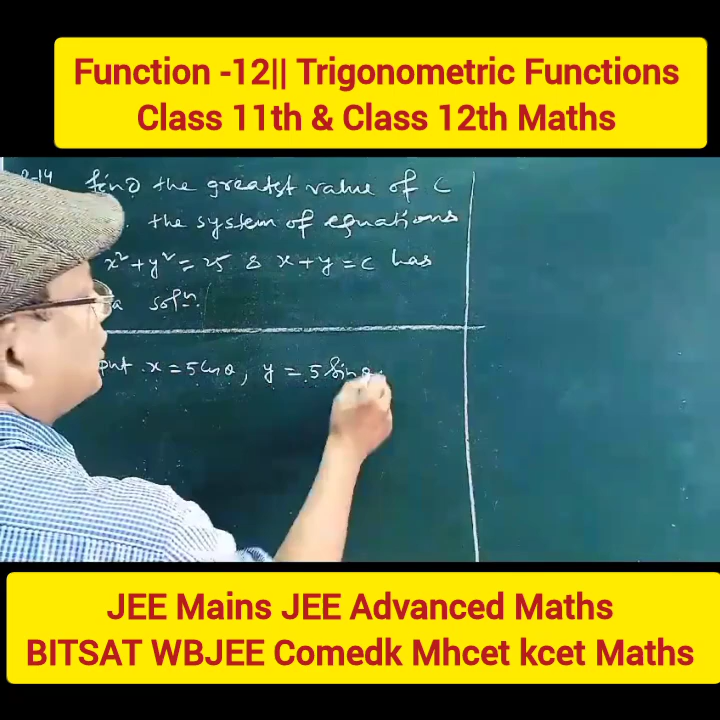 Function -12|| Trigonometric Functions
Class 11th & Class 12th Maths
find the greatest value of c
the system of equations
x²+y²=25 & x+y=c has
a solⁿ.
put x=5cosθ, y=5sinθ
JEE Mains JEE Advanced Maths
BITSAT WBJEE Comedk Mhcet kcet Maths